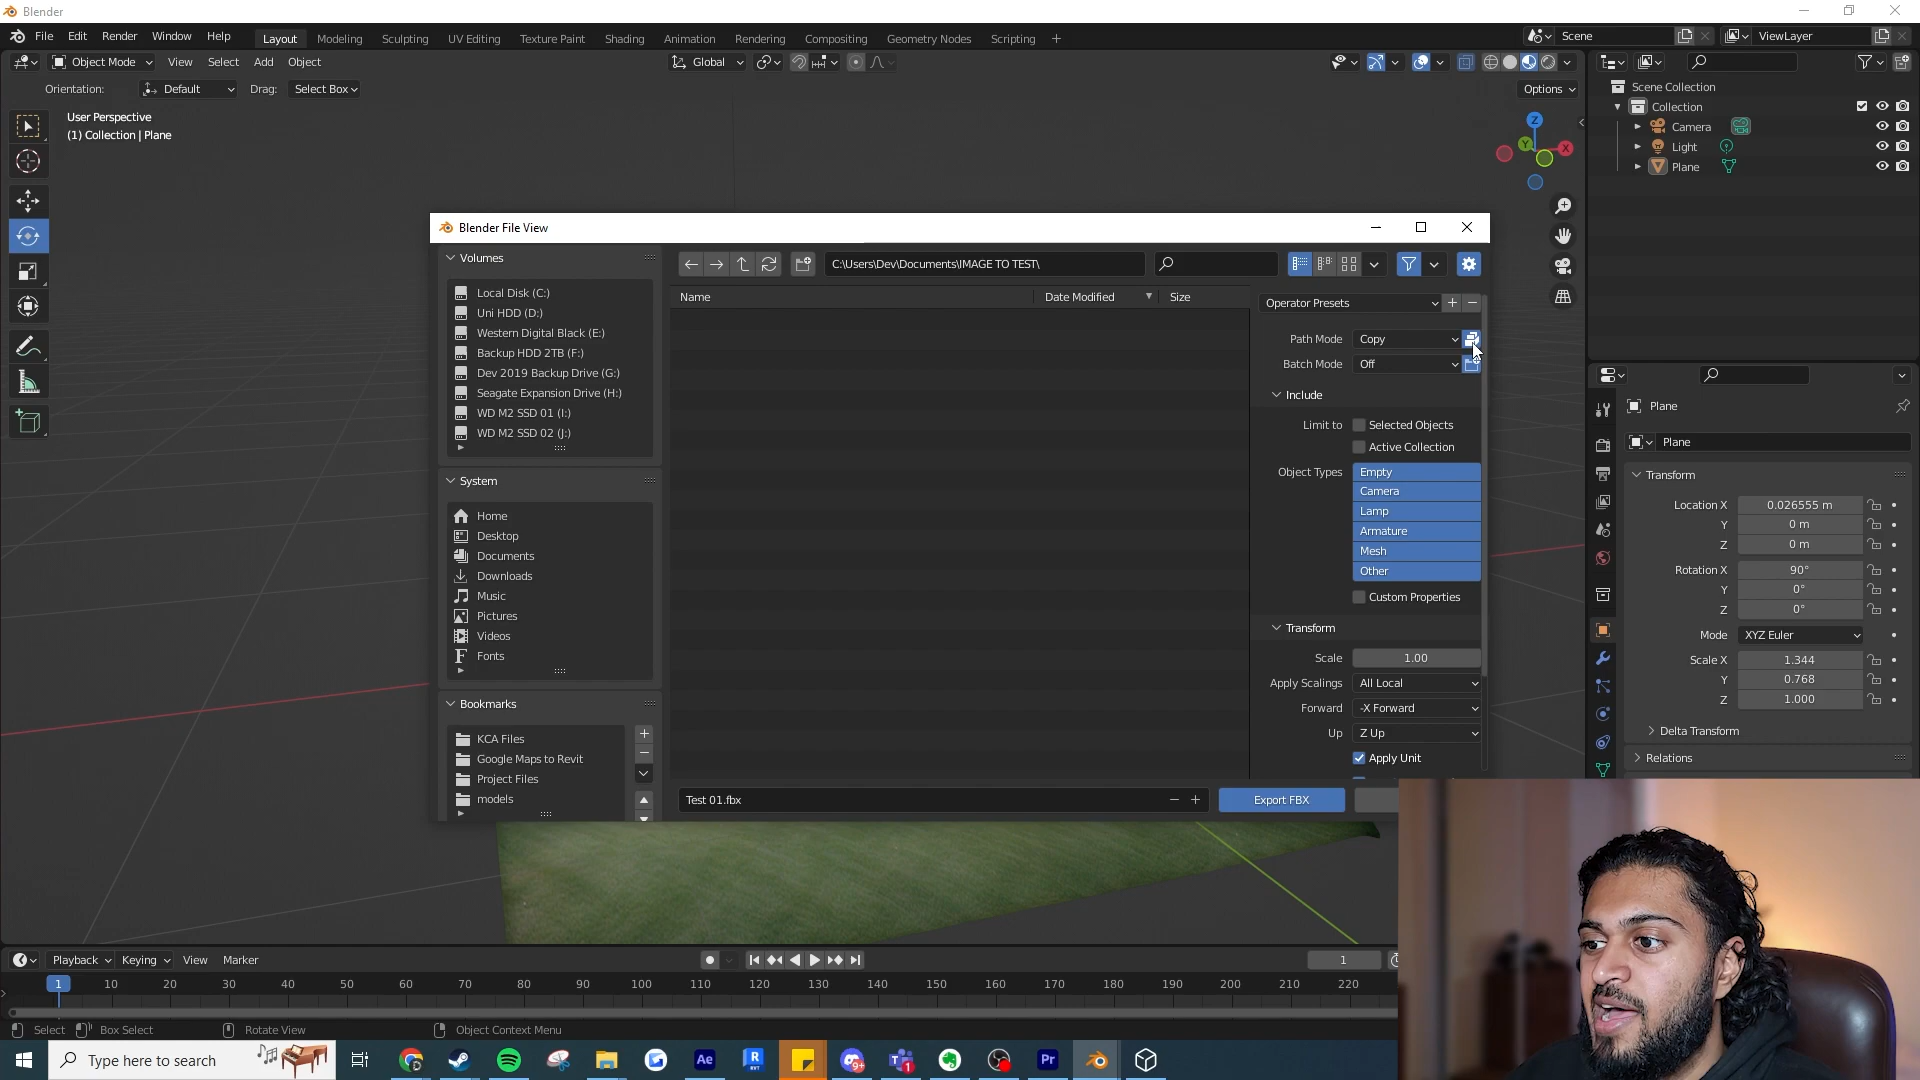 Blender
File Edit Render Window Help Layout Modeling Sculpting UV Editing Texture Paint Shading Animation Rendering Compositing Geometry Nodes Scripting + Scene ViewLayer
Object Mode View Select Add Object Global
Orientation: Default Drag: Select Box Options
User Perspective
(1) Collection | Plane
Z
Y
X
Scene Collection
Collection
Camera
Light
Plane
Blender File View
Volumes
Local Disk (C:)
Uni HDD (D:)
Western Digital Black (E:)
Backup HDD 2TB (F:)
Dev 2019 Backup Drive (G:)
Seagate Expansion Drive (H:)
WD M2 SSD 01 (I:)
WD M2 SSD 02 (J:)
System
Home
Desktop
Documents
Downloads
Music
Pictures
Videos
Fonts
Bookmarks
KCA Files
Google Maps to Revit
Project Files
models
C:\Users\Dev\Documents\IMAGE TO TEST\
Name Date Modified Size
Operator Presets
Path Mode Copy
Batch Mode Off
Include
Limit to Selected Objects
Active Collection
Object Types Empty
Camera
Lamp
Armature
Mesh
Other
Custom Properties
Transform
Scale 1.00
Apply Scalings All Local
Forward -X Forward
Up Z Up
Apply Unit
Test 01.fbx Export FBX
Plane
Plane
Transform
Location X 0.026555 m
Y 0 m
Z 0 m
Rotation X 90°
Y 0°
Z 0°
Mode XYZ Euler
Scale X 1.344
Y 0.768
Z 1.000
Delta Transform
Relations
Playback Keying View Marker 1
1 10 20 30 40 50 60 70 80 90 100 110 120 130 140 150 160 170 180 190 200 210 220
Select Box Select Rotate View Object Context Menu
Type here to search Ae R RVT 9+ 1 Pr